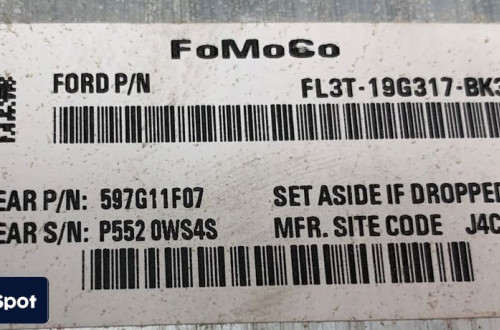 FoMoCo
FORD P/N FL3T-19G317-BK3
EAR P/N: 597G11F07 SET ASIDE IF DROPPED
EAR S/N: P552 0WS4S MFR. SITE CODE J4C
Spot